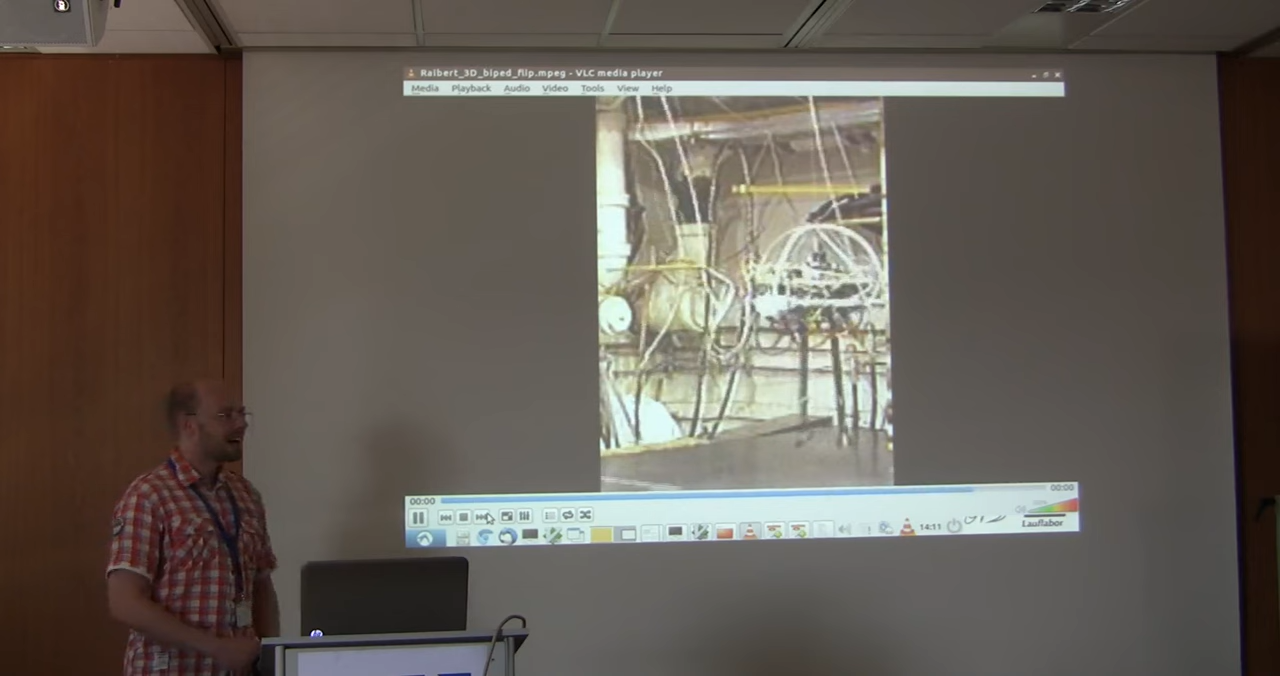 Raibert_3D_biped_flip.mpeg - VLC media player
Media Playback Audio Video Tools View Help
00:00 00:00
14:11 Lauflabor
hp